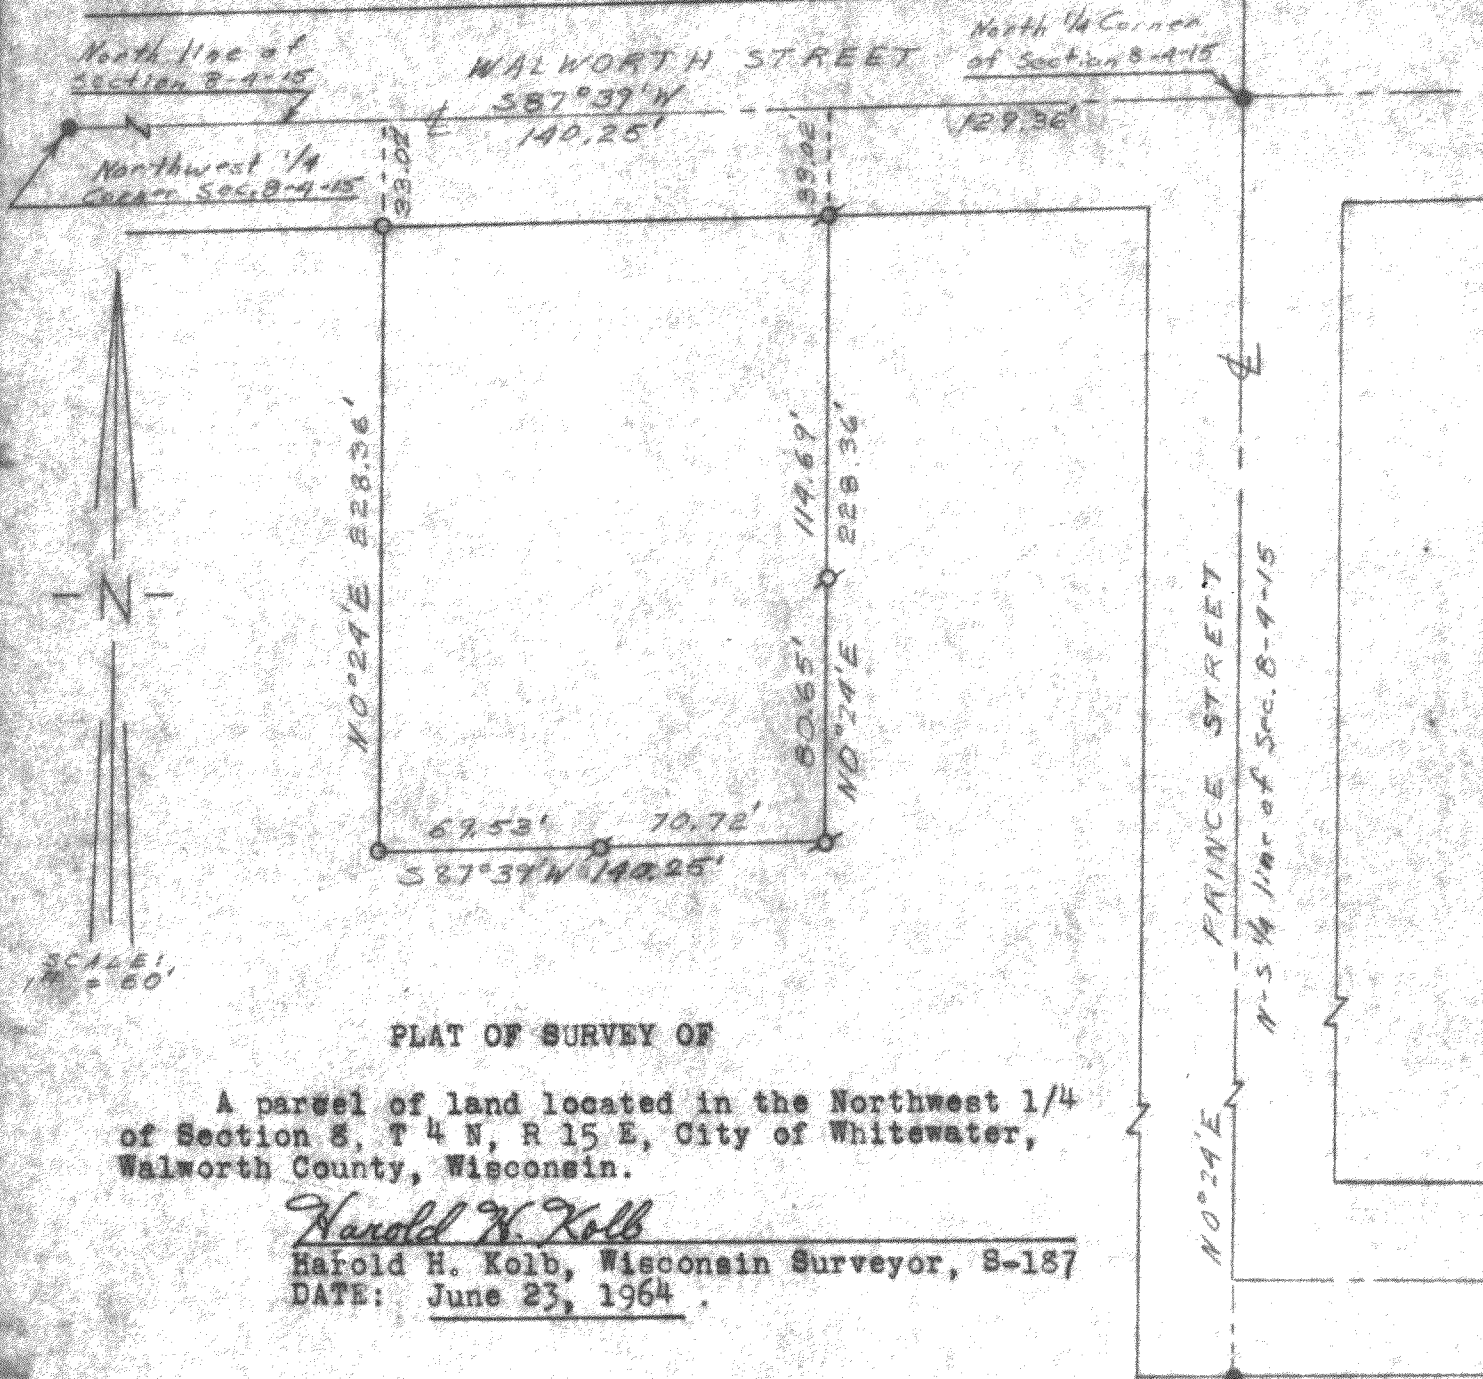 North line of
section 8-4-15
WALWORTH STREET
S87°39'W
140.25'
North 1/4 Corner
of Section 8-4-15
129.36'
Northwest 1/4
Corner Sec. 8-4-15
33.02'
33.02'
N0°24'E 228.36'
114.69'
228.36'
80.65'
N0°24'E
69.53'
70.72'
S87°39'W 140.25'
N
SCALE:
1" = 60'
℄
℄
PRINCE STREET
N-S 1/4 line of Sec. 8-4-15
N0°24'E
PLAT OF SURVEY OF
A parcel of land located in the Northwest 1/4
of Section 8, T 4 N, R 15 E, City of Whitewater,
Walworth County, Wisconsin.
Harold H. Kolb
Harold H. Kolb, Wisconsin Surveyor, S-187
DATE: June 23, 1964 .